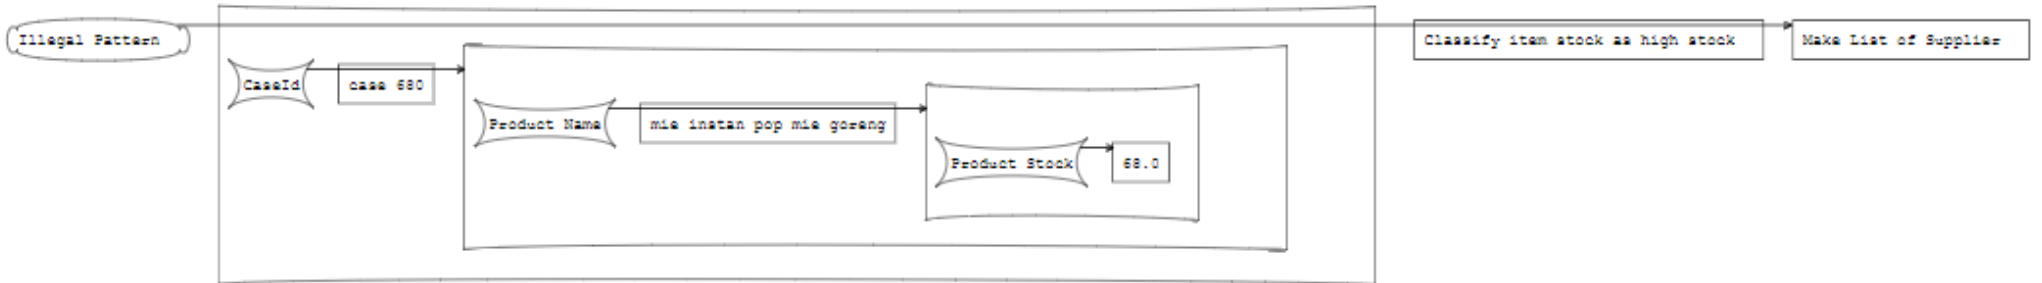 Illegal Pattern
Classify item stock as high stock
Make List of Supplier
CaseId
case 680
Product Name
mie instan pop mie goreng
Product Stock
68.0